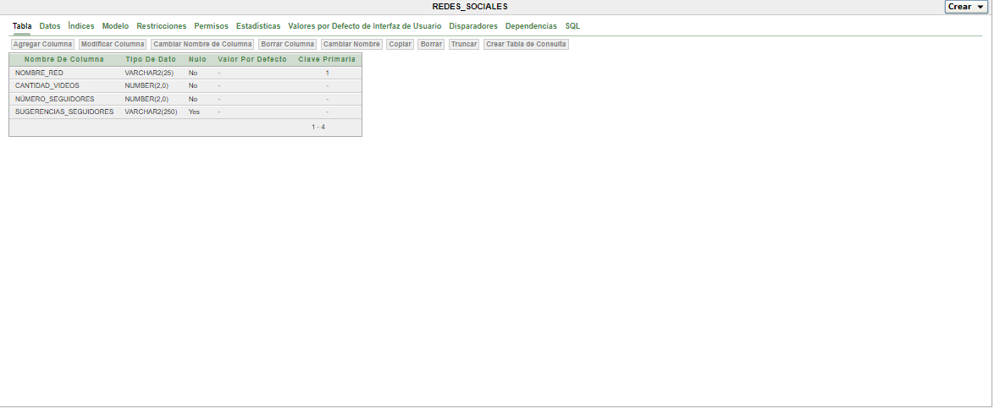 REDES_SOCIALES
Crear
Tabla Datos Índices Modelo Restricciones Permisos Estadísticas Valores por Defecto de Interfaz de Usuario Disparadores Dependencias SQL
Agregar Columna Modificar Columna Cambiar Nombre de Columna Borrar Columna Cambiar Nombre Copiar Borrar Truncar Crear Tabla de Consulta
Nombre De Columna Tipo De Dato Nulo Valor Por Defecto Clave Primaria
NOMBRE_RED VARCHAR2(25) No - 1
CANTIDAD_VIDEOS NUMBER(2,0) No - -
NÚMERO_SEGUIDORES NUMBER(2,0) No - -
SUGERENCIAS_SEGUIDORES VARCHAR2(250) Yes - -
1 - 4